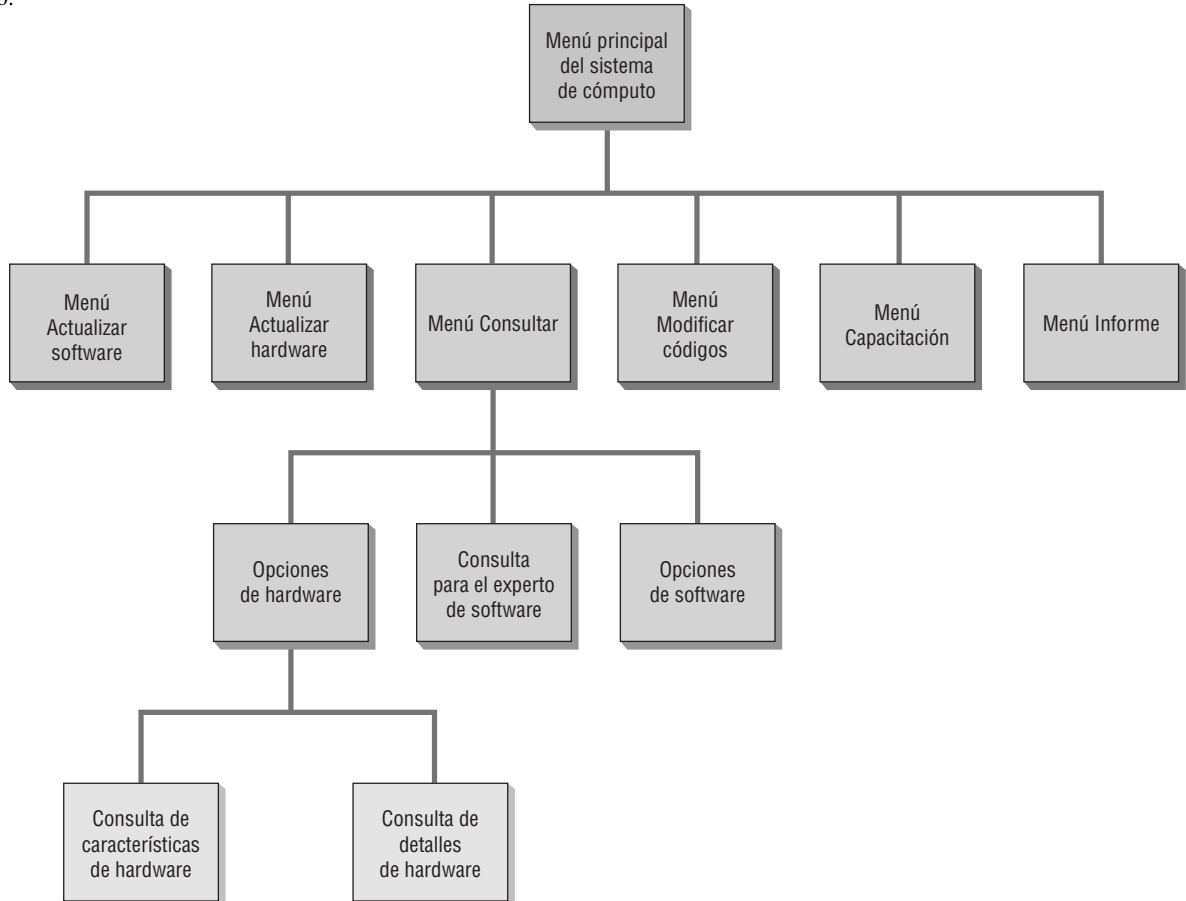 Menú principal
del sistema
de cómputo
Menú
Actualizar
software
Menú
Actualizar
hardware
Menú Consultar
Menú
Modificar
códigos
Menú
Capacitación
Menú Informe
Opciones
de hardware
Consulta
para el experto
de software
Opciones
de software
Consulta de
características
de hardware
Consulta de
detalles
de hardware